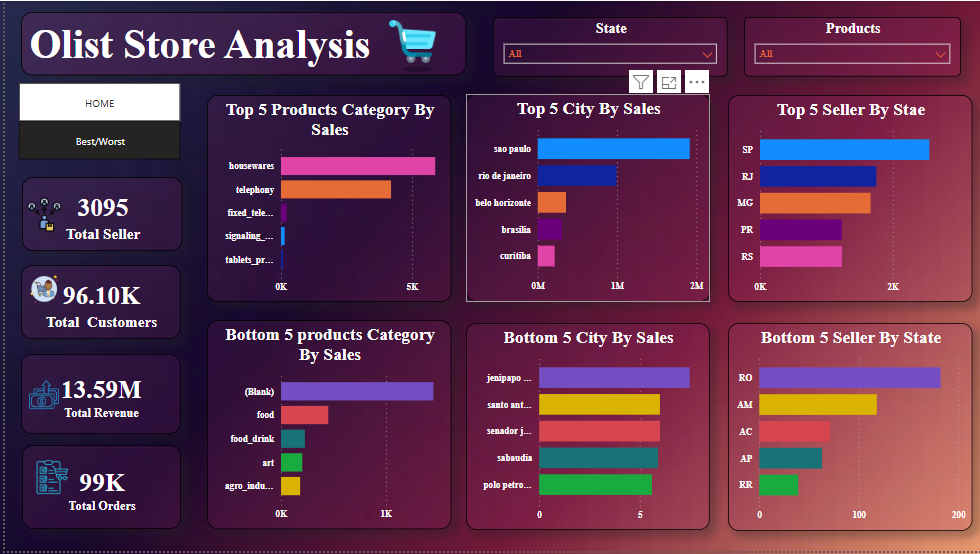 Olist Store Analysis
State
All
Products
All
HOME
Best/Worst
3095
Total Seller
96.10K
Total Customers
13.59M
Total Revenue
99K
Total Orders
Top 5 Products Category By
Sales
housewares
telephony
fixed_tele...
signaling_...
tablets_pr...
0K
5K
Top 5 City By Sales
sao paulo
rio de janeiro
belo horizonte
brasilia
curitiba
0M
1M
2M
Top 5 Seller By Stae
SP
RJ
MG
PR
RS
0K
2K
Bottom 5 products Category
By Sales
(Blank)
food
food_drink
art
agro_indu...
0K
1K
Bottom 5 City By Sales
jenipapo ...
santo ant...
senador j...
sabaudia
polo petro...
0
5
Bottom 5 Seller By State
RO
AM
AC
AP
RR
0
100
200